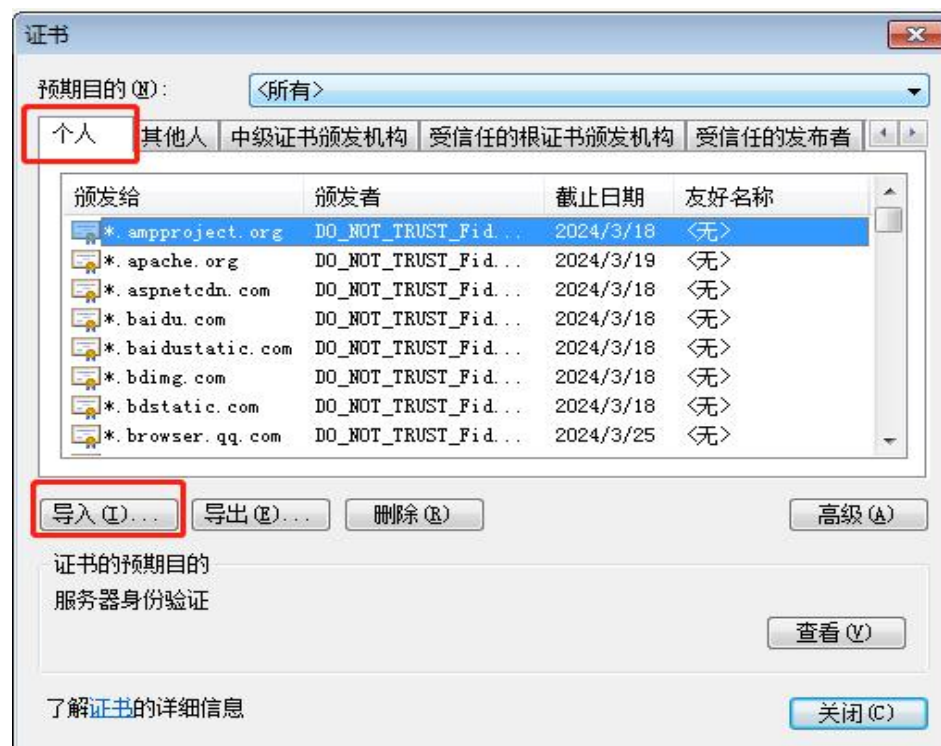 证书
预期目的(N): <所有>
个人 其他人 中级证书颁发机构 受信任的根证书颁发机构 受信任的发布者
颁发给 颁发者 截止日期 友好名称
*.ampproject.org DO_NOT_TRUST_Fid... 2024/3/18 <无>
*.apache.org DO_NOT_TRUST_Fid... 2024/3/19 <无>
*.aspnetcdn.com DO_NOT_TRUST_Fid... 2024/3/18 <无>
*.baidu.com DO_NOT_TRUST_Fid... 2024/3/18 <无>
*.baidustatic.com DO_NOT_TRUST_Fid... 2024/3/18 <无>
*.bdimg.com DO_NOT_TRUST_Fid... 2024/3/18 <无>
*.bdstatic.com DO_NOT_TRUST_Fid... 2024/3/18 <无>
*.browser.qq.com DO_NOT_TRUST_Fid... 2024/3/25 <无>
导入(I)... 导出(E)... 删除(R) 高级(A)
证书的预期目的
服务器身份验证
查看(V)
了解证书的详细信息
关闭(C)